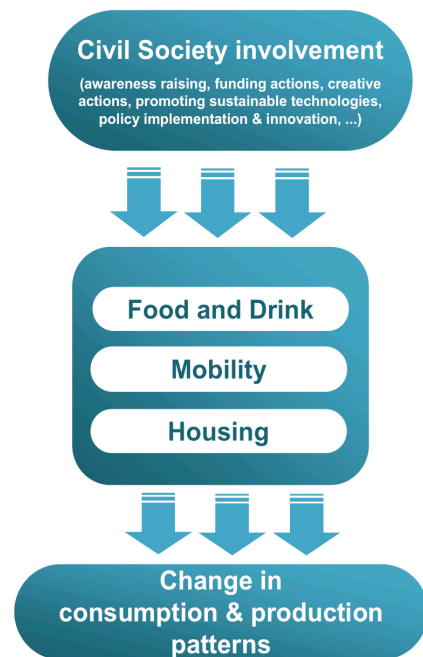 Civil Society involvement
(awareness raising, funding actions, creative
actions, promoting sustainable technologies,
policy implementation & innovation, ...)
Food and Drink
Mobility
Housing
Change in
consumption & production
patterns